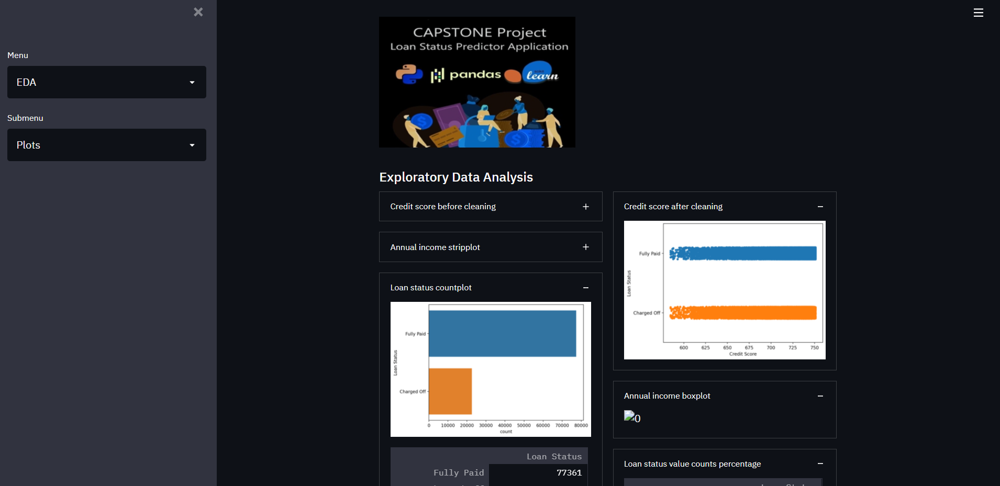 Menu
EDA
Submenu
Plots
CAPSTONE Project
Loan Status Predictor Application
pandas
learn
Exploratory Data Analysis
Credit score before cleaning
Annual income stripplot
Loan status countplot
Fully Paid
Charged Off
Loan Status
0 10000 20000 30000 40000 50000 60000 70000 80000
count
Loan Status
Fully Paid 77361
Credit score after cleaning
Fully Paid
Charged Off
Loan Status
600 625 650 675 700 725 750
Credit Score
Annual income boxplot
0
Loan status value counts percentage